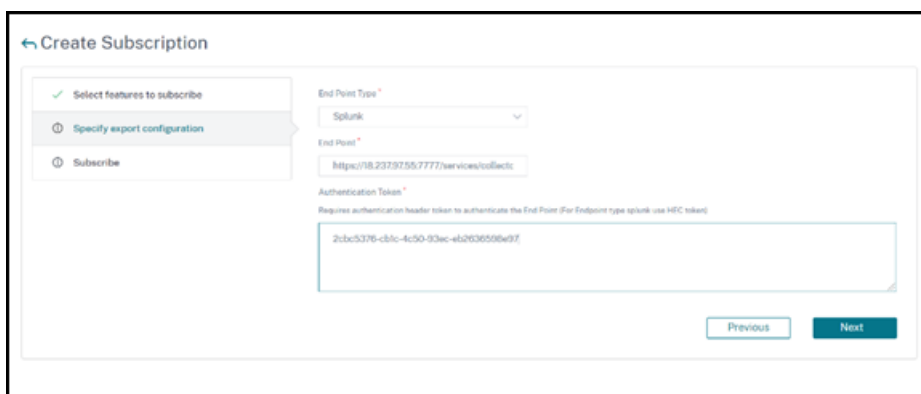 Create Subscription
Select features to subscribe
Specify export configuration
Subscribe
End Point Type *
Splunk
End Point *
https://18.237.97.55:7777/services/collectc
Authentication Token *
Requires authentication header token to authenticate the End Point (For Endpoint type splunk use HEC token)
2cbc5376-cb1c-4c50-93ec-eb2636598e97
Previous
Next